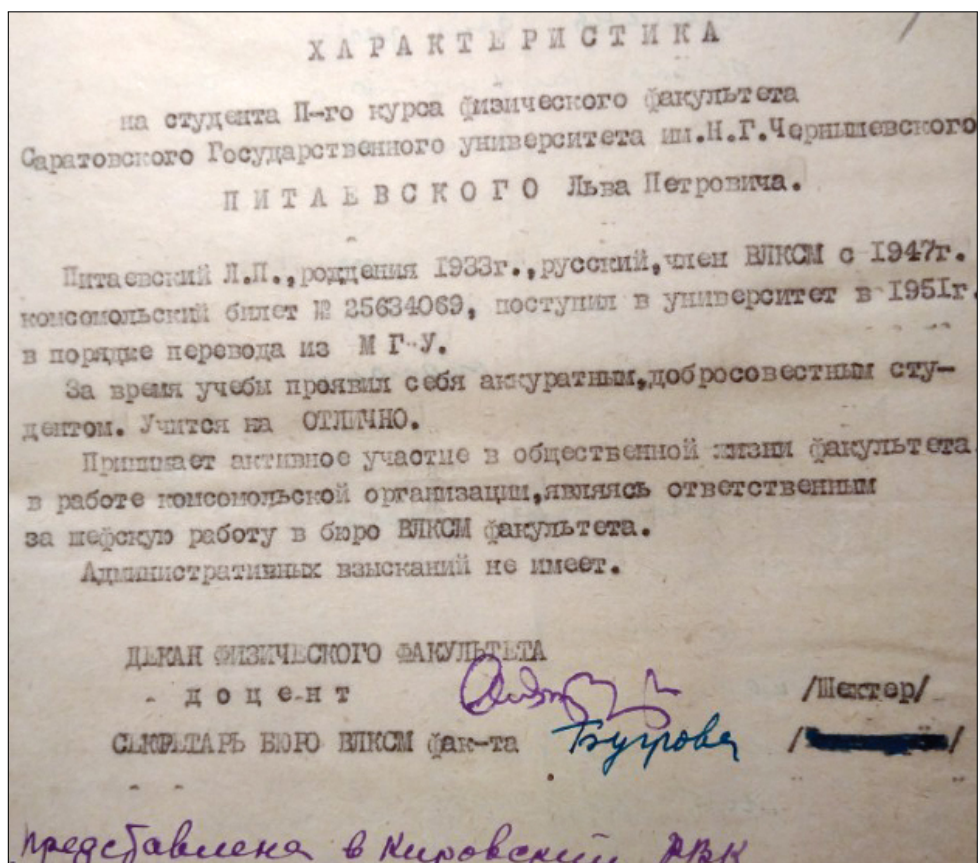 ХАРАКТЕРИСТИКА
на студента П-го курса физического факультета
Саратовского Государственного университета им.Н.Г.Чернышевского
ПИТАЕВСКОГО Льва Петровича.
Питаевский Л.П.,рождения 1933г.,русский,член ВЛКСМ с 1947г.
комсомольский билет № 25634069, поступил в университет в 1951г.
в порядке перевода из МГУ.
За время учебы проявил себя аккуратным,добросовестным сту-
дентом. Учится на ОТЛИЧНО.
Принимает активное участие в общественной жизни факультета
в работе комсомольской организации,являясь ответственным
за шефскую работу в бюро ВЛКСМ факультета.
Административных взысканий не имеет.
ДЕКАН ФИЗИЧЕСКОГО ФАКУЛЬТЕТА
доцент /Шехтер/
СЕКРЕТАРЬ БЮРО ВЛКСМ фак-та Бугрова / /
представлена в Кировский РВК